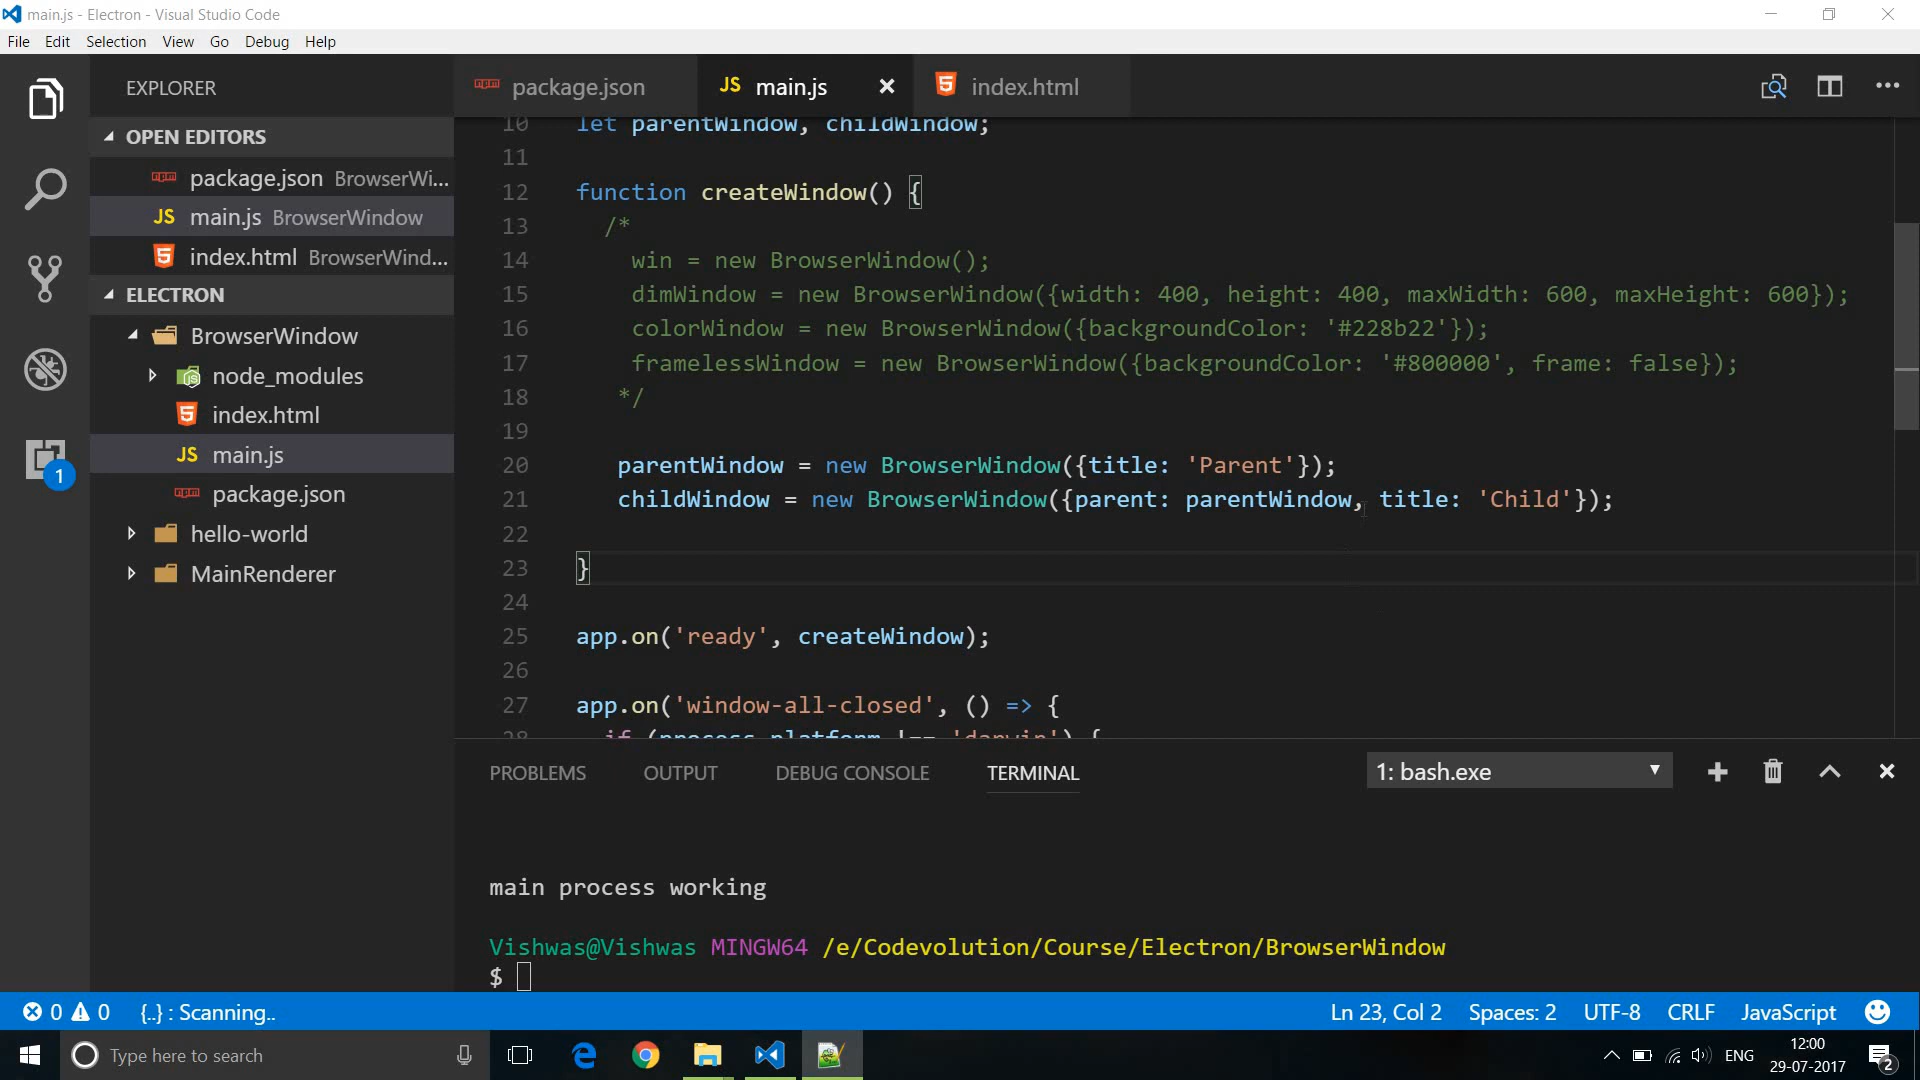 main.js - Electron - Visual Studio Code
File Edit Selection View Go Debug Help
EXPLORER
OPEN EDITORS
package.json BrowserWi...
main.js BrowserWindow
index.html BrowserWind...
ELECTRON
BrowserWindow
node_modules
index.html
main.js
package.json
hello-world
MainRenderer
1
package.json
JS main.js
index.html
10 let parentWindow, childWindow;
11
12 function createWindow() {
13 /*
14 win = new BrowserWindow();
15 dimWindow = new BrowserWindow({width: 400, height: 400, maxWidth: 600, maxHeight: 600});
16 colorWindow = new BrowserWindow({backgroundColor: '#228b22'});
17 framelessWindow = new BrowserWindow({backgroundColor: '#800000', frame: false});
18 */
19
20 parentWindow = new BrowserWindow({title: 'Parent'});
21 childWindow = new BrowserWindow({parent: parentWindow, title: 'Child'});
22
23 }
24
25 app.on('ready', createWindow);
26
27 app.on('window-all-closed', () => {
28 if (process.platform !== 'darwin') {
PROBLEMS OUTPUT DEBUG CONSOLE TERMINAL 1: bash.exe
main process working
Vishwas@Vishwas MINGW64 /e/Codevolution/Course/Electron/BrowserWindow
$
0 0 {..} : Scanning.. Ln 23, Col 2 Spaces: 2 UTF-8 CRLF JavaScript
Type here to search
ENG
12:00
29-07-2017
2